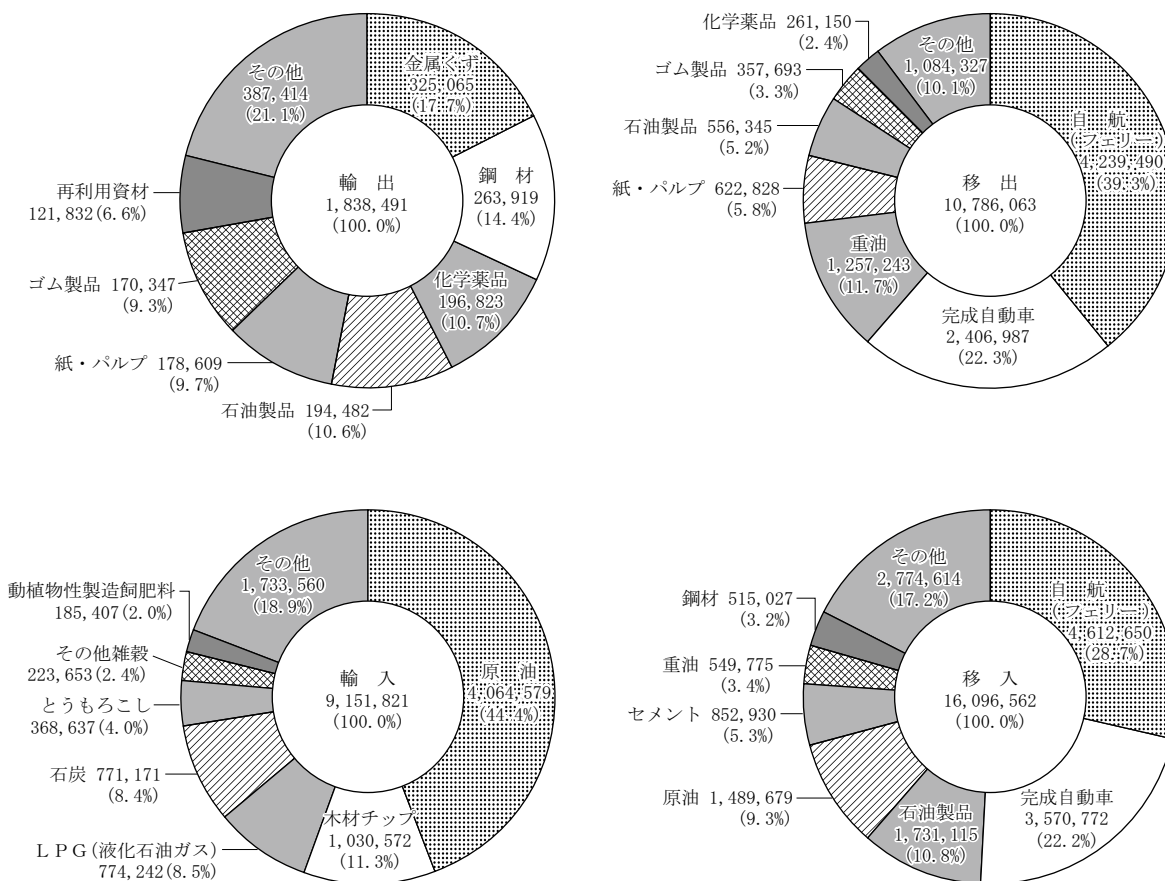 輸　出
1,838,491
(100.0%)
金属くず
325,065
(17.7%)
鋼　材
263,919
(14.4%)
化学薬品
196,823
(10.7%)
石油製品 194,482
(10.6%)
紙・パルプ 178,609
(9.7%)
ゴム製品 170,347
(9.3%)
再利用資材
121,832(6.6%)
その他
387,414
(21.1%)
移　出
10,786,063
(100.0%)
自　航
(フェリー)
4,239,490
(39.3%)
完成自動車
2,406,987
(22.3%)
重油
1,257,243
(11.7%)
紙・パルプ 622,828
(5.8%)
石油製品 556,345
(5.2%)
ゴム製品 357,693
(3.3%)
化学薬品 261,150
(2.4%)
その他
1,084,327
(10.1%)
輸　入
9,151,821
(100.0%)
原　油
4,064,579
(44.4%)
木材チップ
1,030,572
(11.3%)
ＬＰＧ(液化石油ガス)
774,242(8.5%)
石炭 771,171
(8.4%)
とうもろこし
368,637(4.0%)
その他雑穀
223,653(2.4%)
動植物性製造飼肥料
185,407(2.0%)
その他
1,733,560
(18.9%)
移　入
16,096,562
(100.0%)
自　航
(フェリー)
4,612,650
(28.7%)
完成自動車
3,570,772
(22.2%)
石油製品
1,731,115
(10.8%)
原油 1,489,679
(9.3%)
セメント 852,930
(5.3%)
重油 549,775
(3.4%)
鋼材 515,027
(3.2%)
その他
2,774,614
(17.2%)